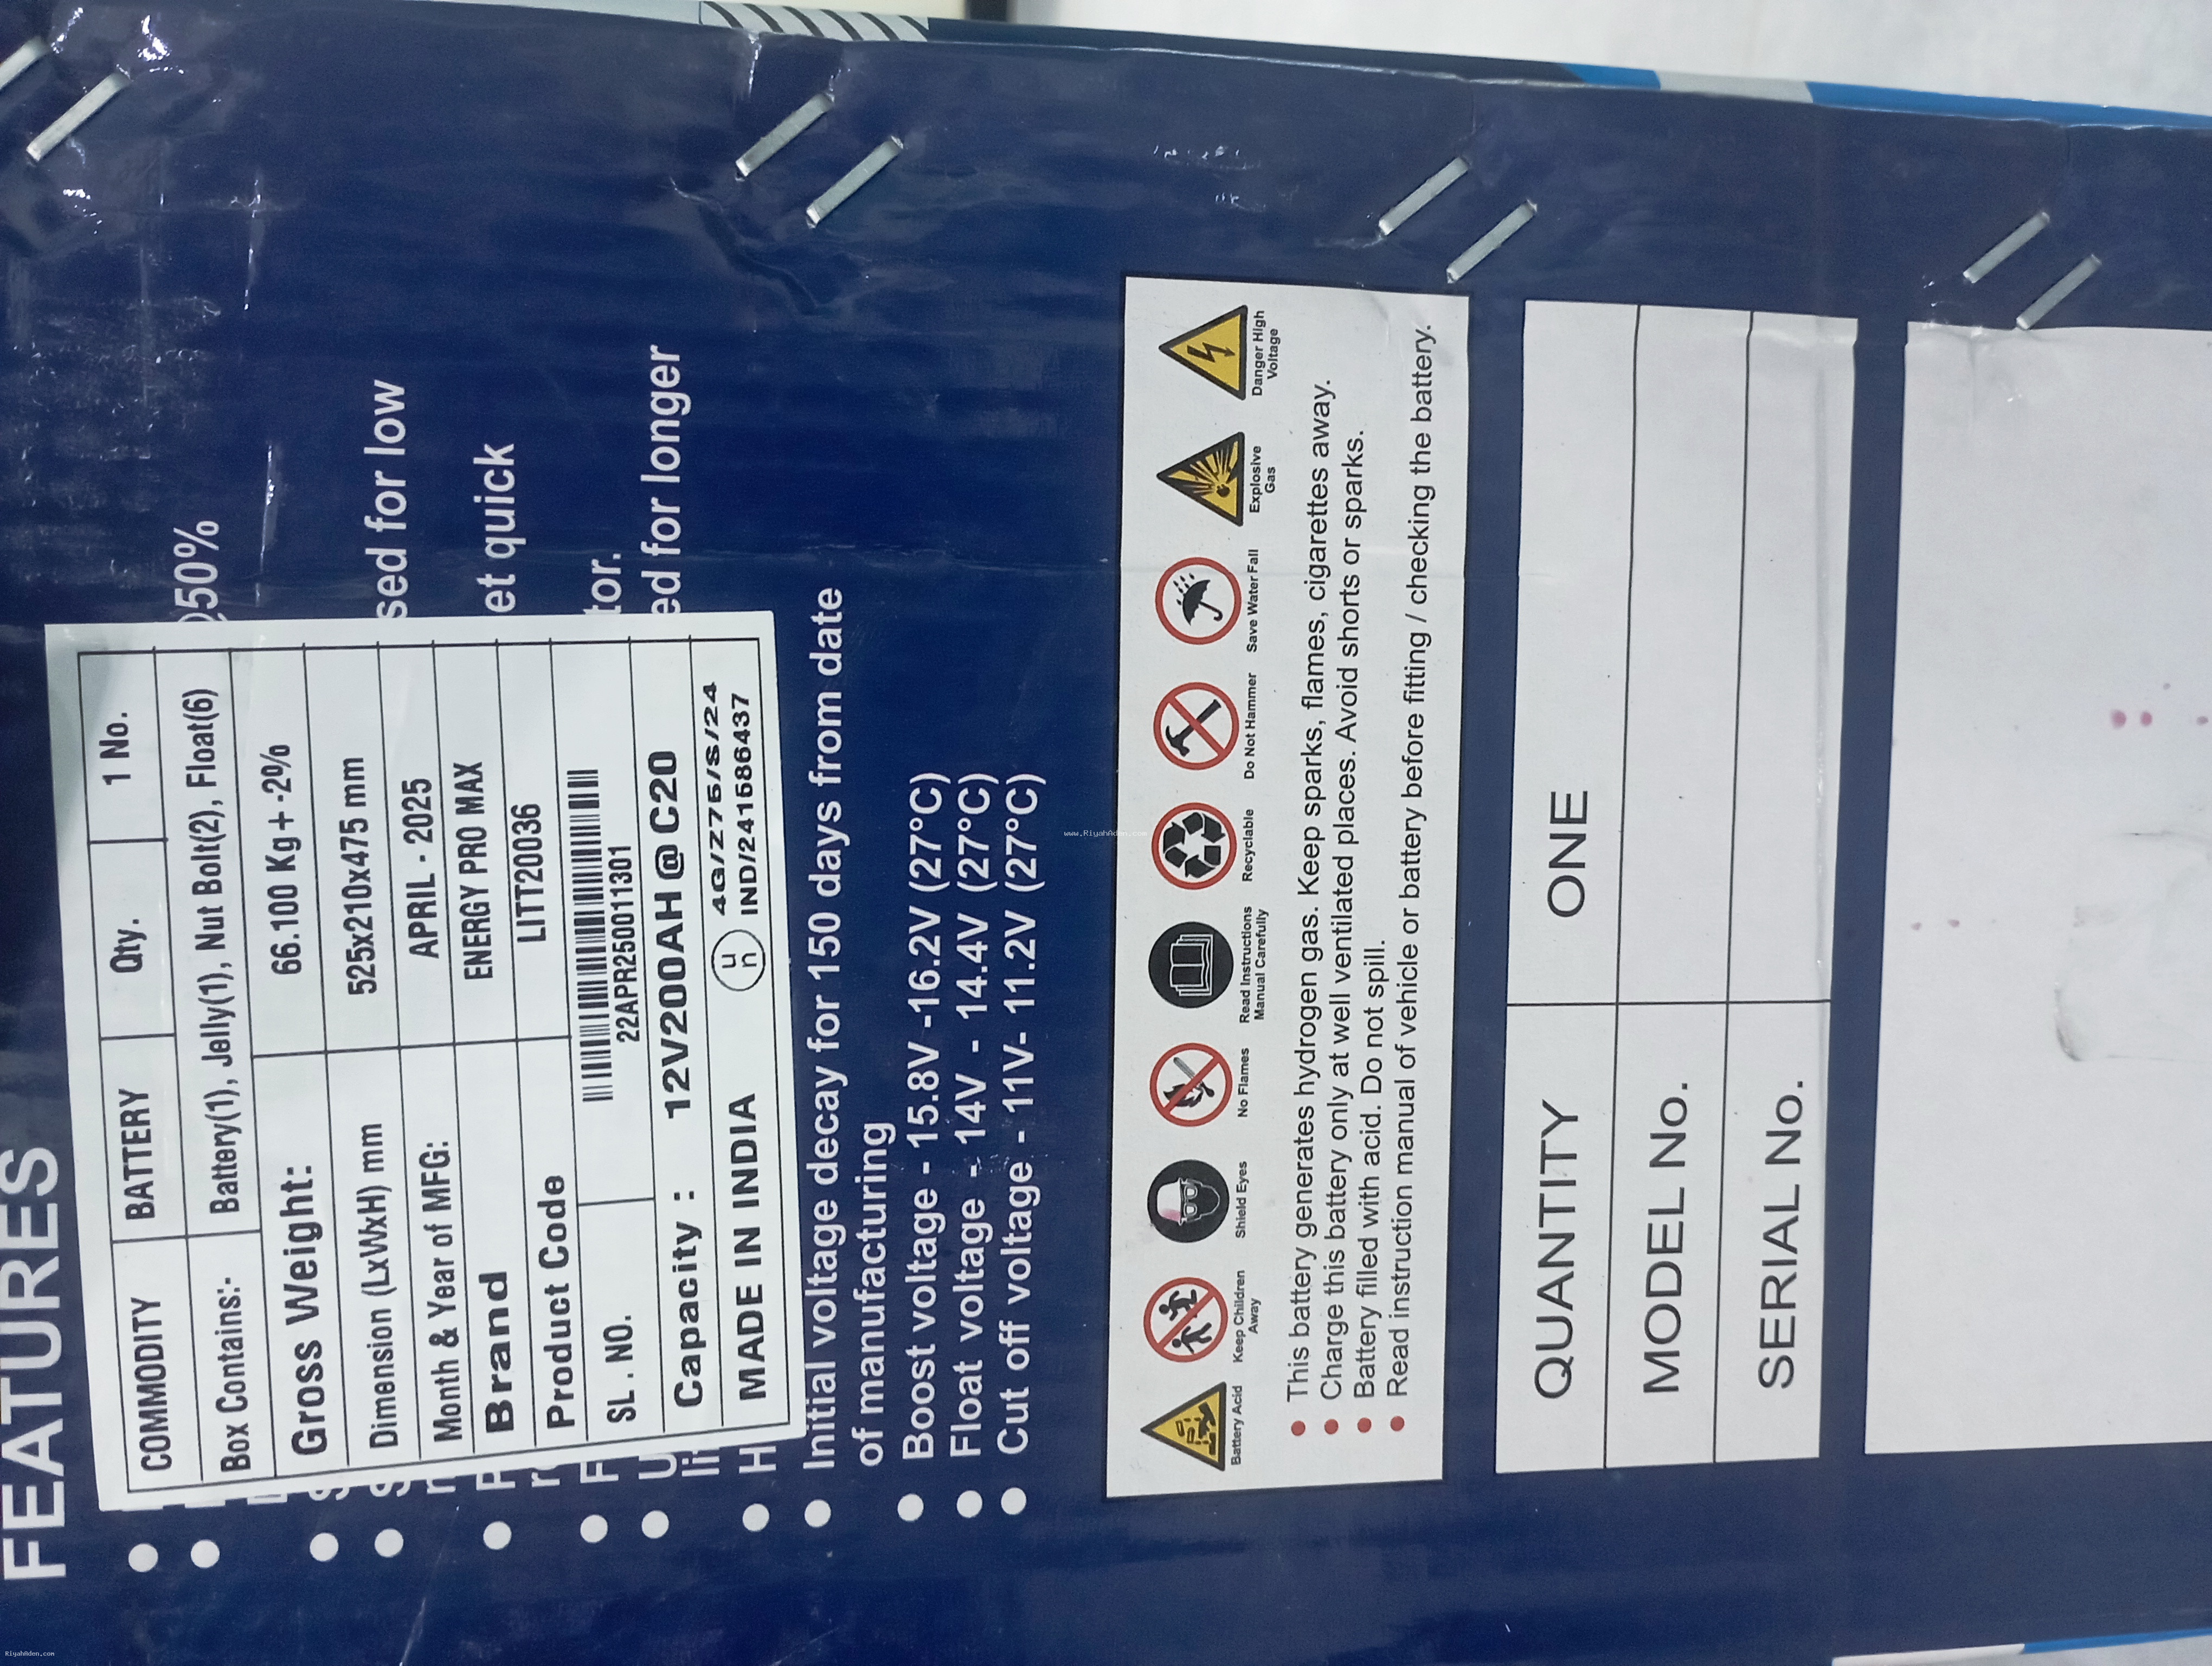 FEATURES
COMMODITY BATTERY Qty. 1 No.
Box Contains:- Battery(1), Jelly(1), Nut Bolt(2), Float(6)
Gross Weight: 66.100 Kg+ -2%
Dimension (LxWxH) mm 525x210x475 mm
Month & Year of MFG: APRIL - 2025
Brand ENERGY PRO MAX
Product Code LITT20036
SL. NO. 22APR250011301
Capacity : 12V200AH@C20
MADE IN INDIA un 4G/Z75/S/24
IND/241586437
@50%
sed for low
et quick
tor.
ed for longer
H
Initial voltage decay for 150 days from date
of manufacturing
Boost voltage - 15.8V -16.2V (27°C)
Float voltage - 14V - 14.4V (27°C)
Cut off voltage - 11V- 11.2V (27°C)
Battery Acid
Keep Children
Away
Shield Eyes
No Flames
Read Instructions
Manual Carefully
Recyclable
Do Not Hammer
Save Water Fall
Explosive
Gas
Danger High
Voltage
This battery generates hydrogen gas. Keep sparks, flames, cigarettes away.
Charge this battery only at well ventilated places. Avoid shorts or sparks.
Battery filled with acid. Do not spill.
Read instruction manual of vehicle or battery before fitting / checking the battery.
QUANTITY ONE
MODEL No.
SERIAL No.
www.RiyahAden.com
RiyahAden.com